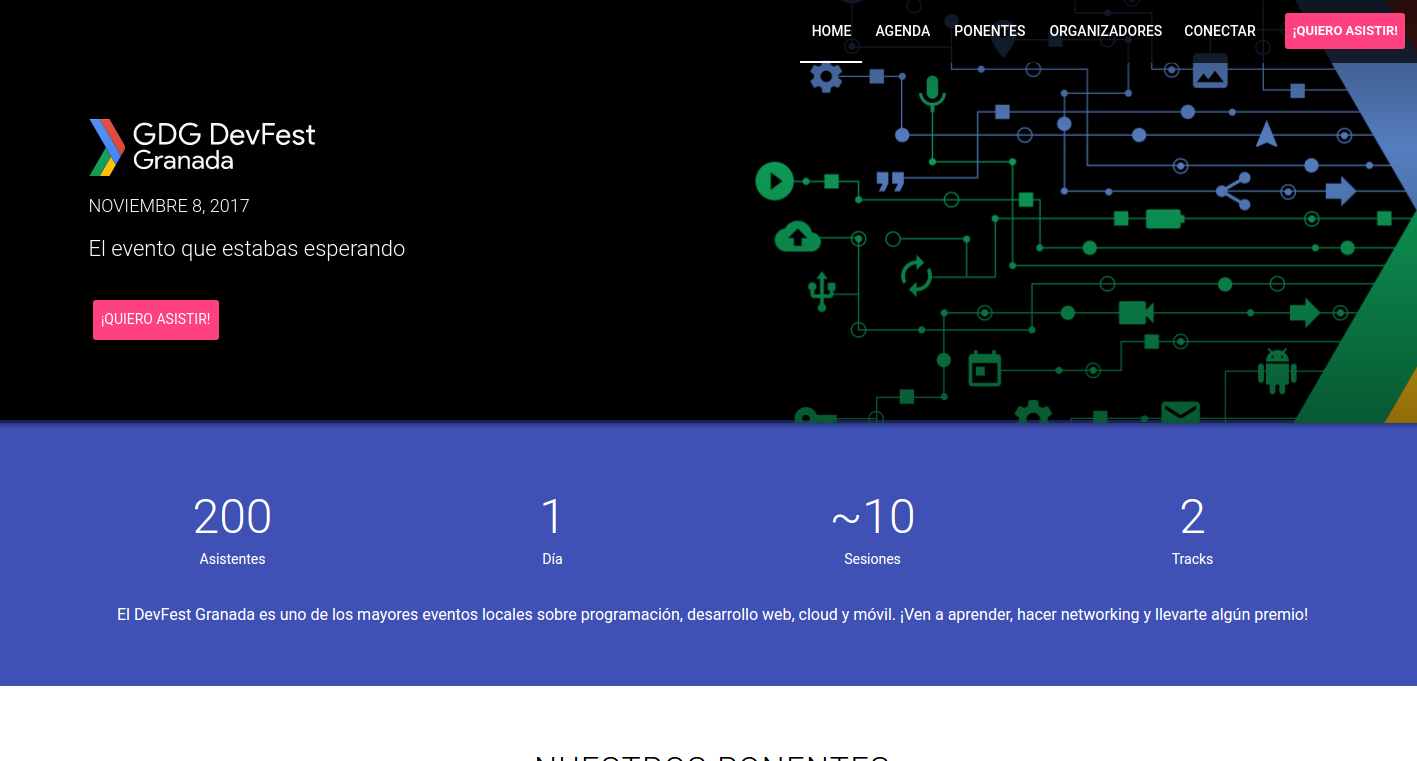 HOME AGENDA PONENTES ORGANIZADORES CONECTAR ¡QUIERO ASISTIR!
GDG DevFest
Granada
NOVIEMBRE 8, 2017
El evento que estabas esperando
¡QUIERO ASISTIR!
200 1 ~10 2
Asistentes Día Sesiones Tracks
El DevFest Granada es uno de los mayores eventos locales sobre programación, desarrollo web, cloud y móvil. ¡Ven a aprender, hacer networking y llevarte algún premio!
NUESTROS PONENTES